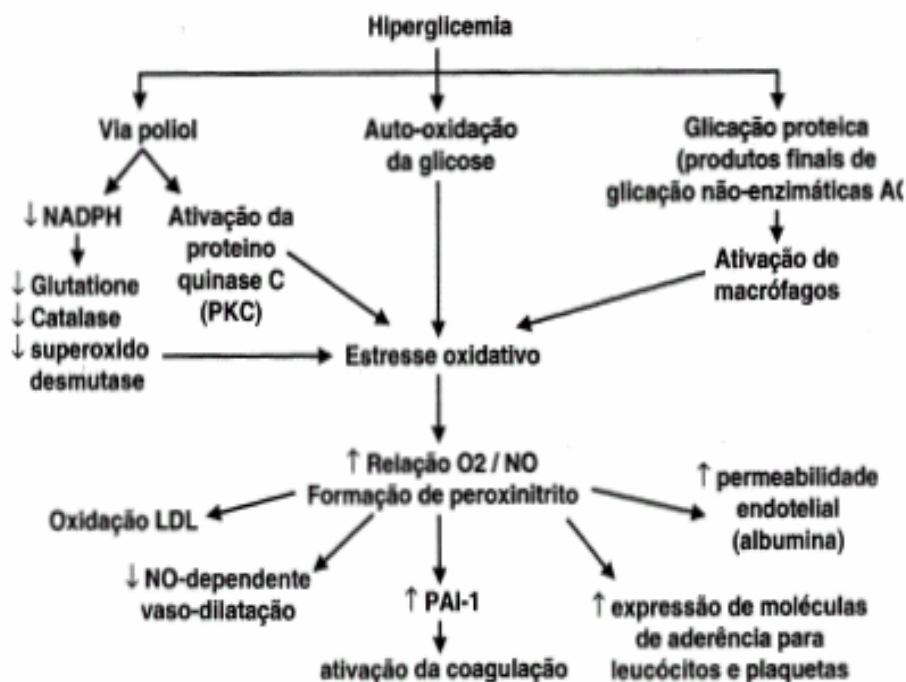 Hiperglicemia
Via poliol
Auto-oxidação
da glicose
Glicação proteica
(produtos finais de
glicação não-enzimáticas
↓ NADPH
Ativação da
proteino
quinase C
(PKC)
Ativação de
macrófagos
↓ Glutatione
↓ Catalase
↓ superoxido
desmutase
Estresse oxidativo
↑ Relação O2 / NO
Formação de peroxinitrito
↑ permeabilidade
endotelial
(albumina)
Oxidação LDL
↓ NO-dependente
vaso-dilatação
↑ PAI-1
ativação da coagulação
↑ expressão de moléculas
de aderência para
leucócitos e plaquetas